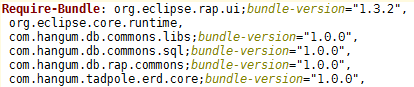 Require-Bundle: org.eclipse.rap.ui;bundle-version="1.3.2",
org.eclipse.core.runtime,
com.hangum.db.commons.libs;bundle-version="1.0.0",
com.hangum.db.commons.sql;bundle-version="1.0.0",
com.hangum.db.rap.commons;bundle-version="1.0.0",
com.hangum.tadpole.erd.core;bundle-version="1.0.0",